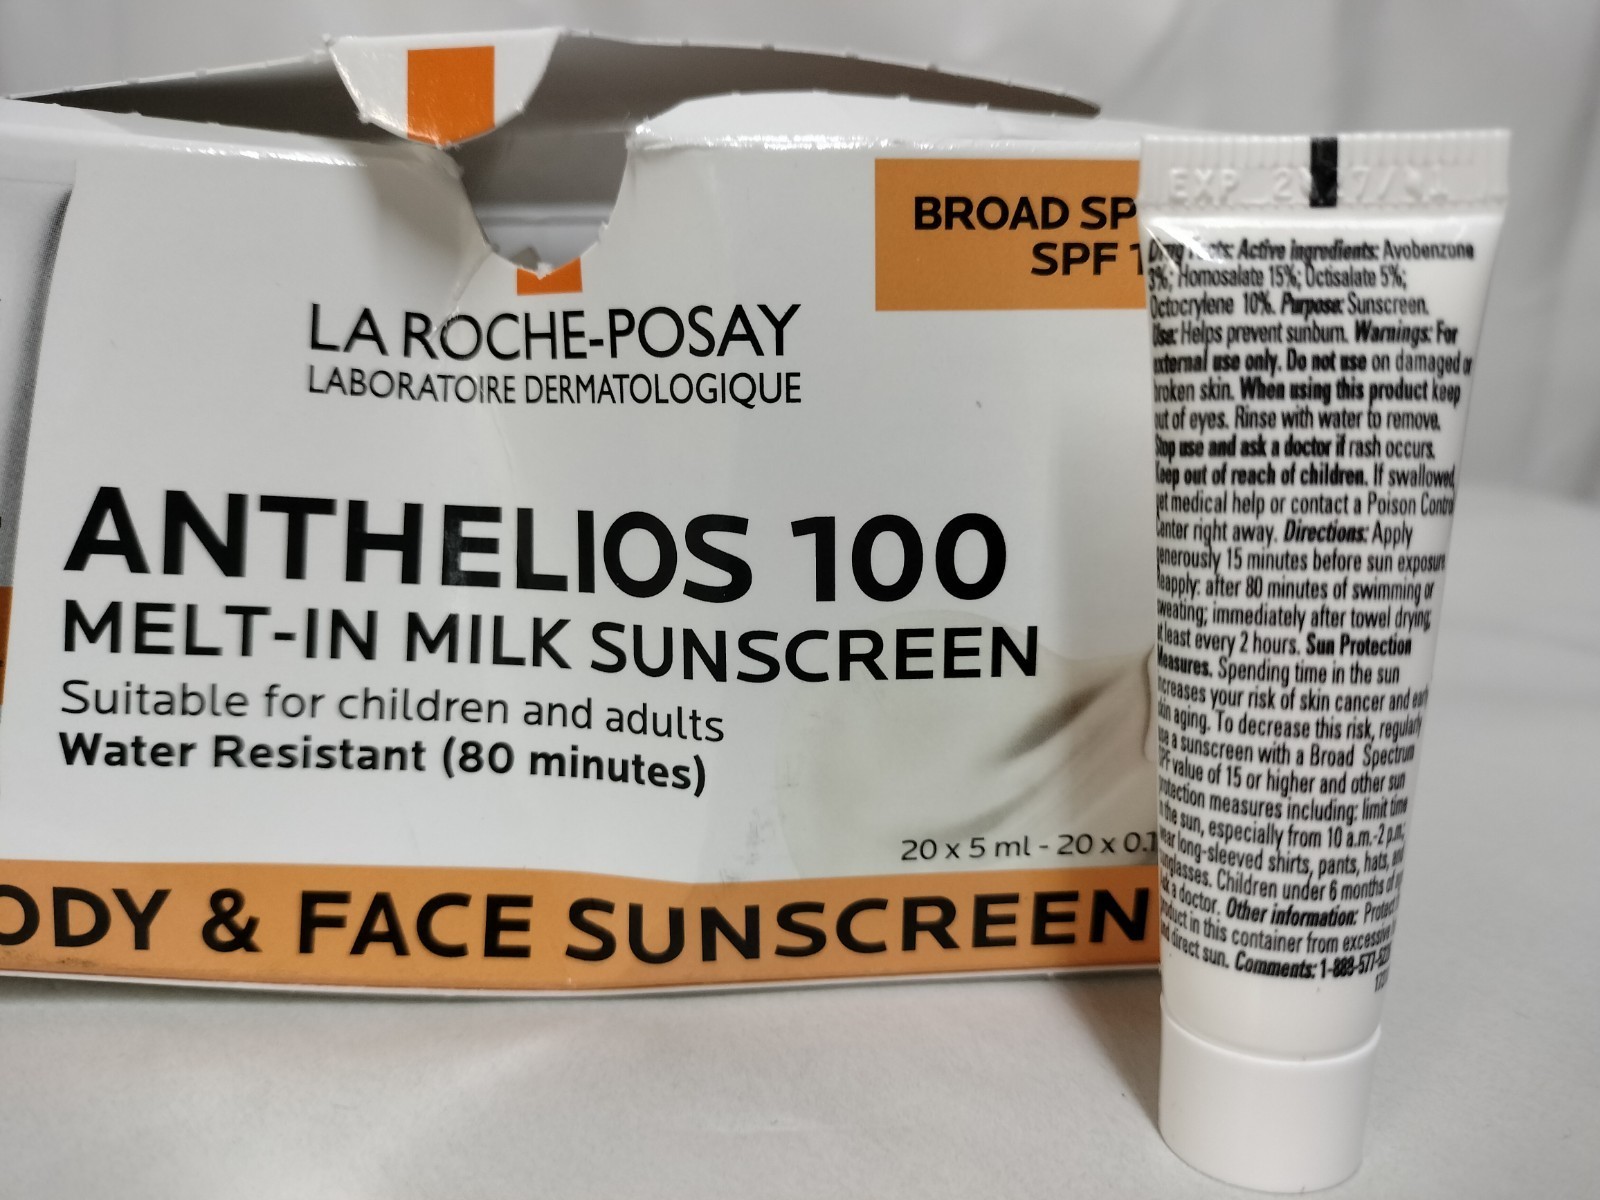 LA ROCHE-POSAY
LABORATOIRE DERMATOLOGIQUE
BROAD SP
SPF 1
ANTHELIOS 100
MELT-IN MILK SUNSCREEN
Suitable for children and adults
Water Resistant (80 minutes)
20 x 5 ml - 20 x 0.1
ODY & FACE SUNSCREEN
EXP
Drug Facts: Active ingredients: Avobenzone
3%; Homosalate 15%; Octisalate 5%;
Octocrylene 10%. Purpose: Sunscreen.
Use: Helps prevent sunburn. Warnings: For
external use only. Do not use on damaged or
broken skin. When using this product keep
out of eyes. Rinse with water to remove.
Stop use and ask a doctor if rash occurs.
Keep out of reach of children. If swallowed,
get medical help or contact a Poison Control
Center right away. Directions: Apply
generously 15 minutes before sun exposure
Reapply: after 80 minutes of swimming or
sweating; immediately after towel drying;
at least every 2 hours. Sun Protection
Measures. Spending time in the sun
increases your risk of skin cancer and early
skin aging. To decrease this risk, regularly
use a sunscreen with a Broad Spectrum
SPF value of 15 or higher and other sun
protection measures including: limit time
in the sun, especially from 10 a.m.-2 p.m.;
wear long-sleeved shirts, pants, hats, and
sunglasses. Children under 6 months of
ask a doctor. Other information: Protect
product in this container from excessive
and direct sun. Comments: 1-888-577-5226